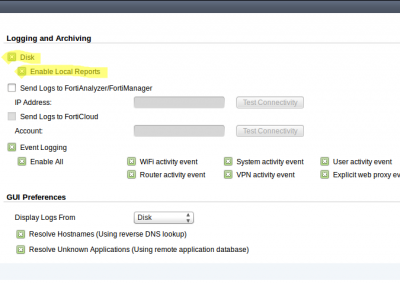 Logging and Archiving
Disk
Enable Local Reports
Send Logs to FortiAnalyzer/FortiManager
IP Address: Test Connectivity
Send Logs to FortiCloud
Account: Test Connectivity
Event Logging
Enable All WiFi activity event System activity event User activity event
Router activity event VPN activity event Explicit web proxy ev
GUI Preferences
Display Logs From Disk
Resolve Hostnames (Using reverse DNS lookup)
Resolve Unknown Applications (Using remote application database)